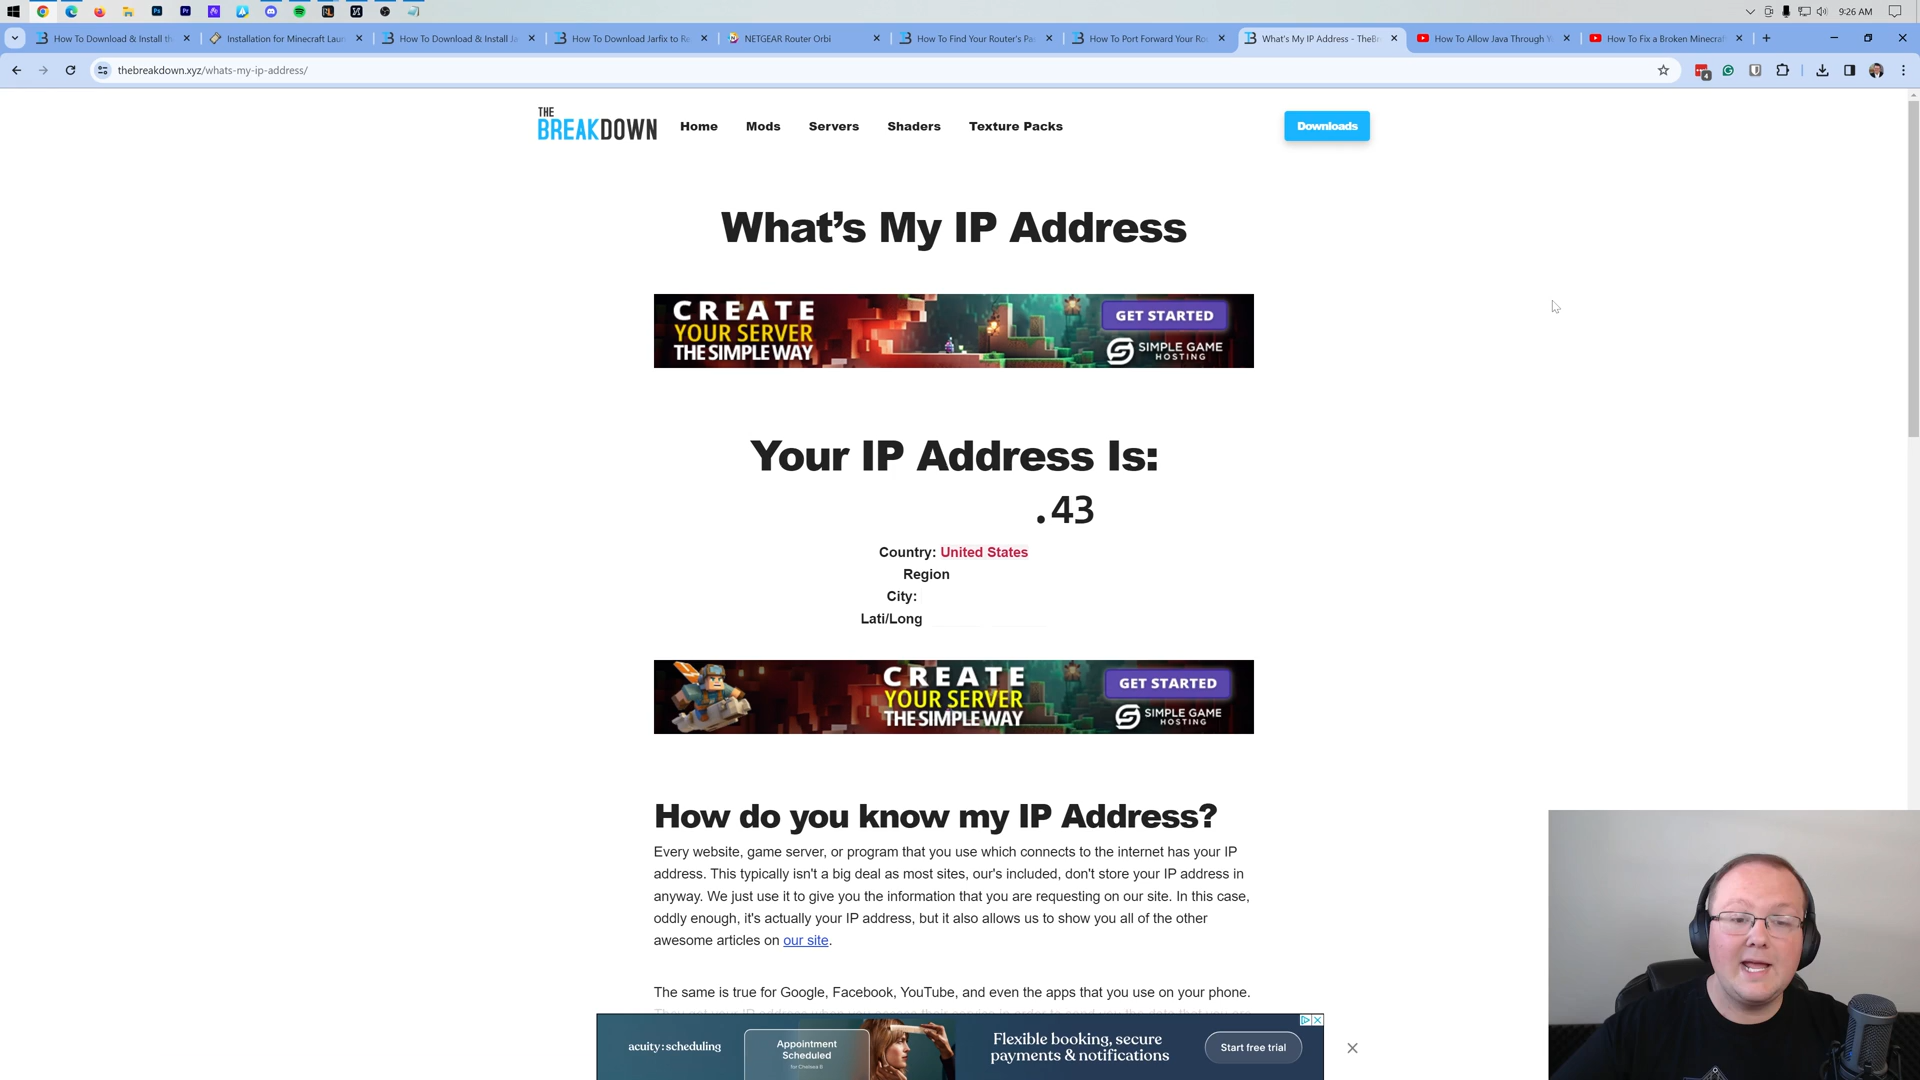 9:26 AM
How To Download & Install th
Installation for Minecraft Laun
How To Download & Install Ja
How To Download Jarfix to Re
NETGEAR Router Orbi
How To Find Your Router's Pa
How To Port Forward Your Ro
What's My IP Address - TheBr
How To Allow Java Through Y
How To Fix a Broken Minecraf
thebreakdown.xyz/whats-my-ip-address/
4
THE
BREAKDOWN
Home
Mods
Servers
Shaders
Texture Packs
Downloads
What's My IP Address
CREATE
YOUR SERVER
THE SIMPLE WAY
GET STARTED
SIMPLE GAME
HOSTING
Your IP Address Is:
.43
Country: United States
Region
City:
Lati/Long
CREATE
YOUR SERVER
THE SIMPLE WAY
GET STARTED
SIMPLE GAME
HOSTING
How do you know my IP Address?
Every website, game server, or program that you use which connects to the internet has your IP
address. This typically isn't a big deal as most sites, our's included, don't store your IP address in
anyway. We just use it to give you the information that you are requesting on our site. In this case,
oddly enough, it's actually your IP address, but it also allows us to show you all of the other
awesome articles on our site.
The same is true for Google, Facebook, YouTube, and even the apps that you use on your phone.
acuity:scheduling
Appointment
Scheduled
for Chelsea B
Flexible booking, secure
payments & notifications
Start free trial